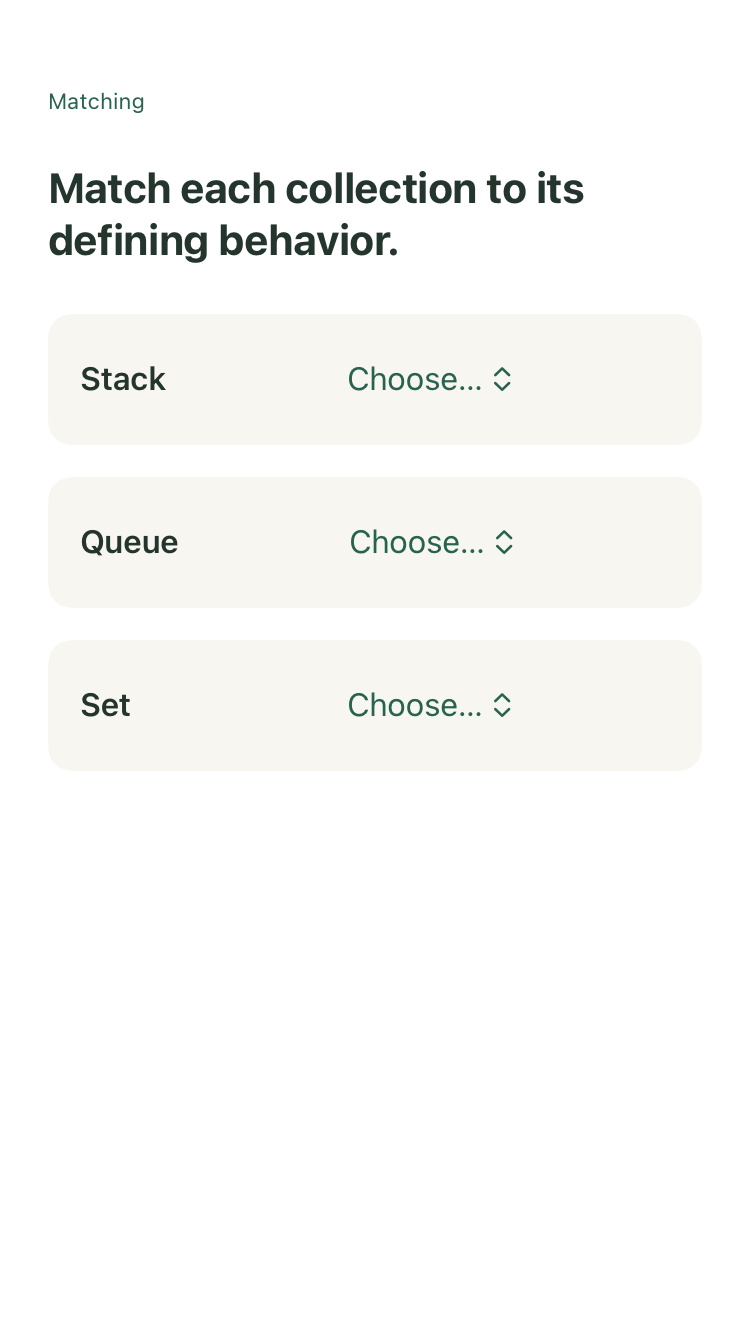 Matching
Match each collection to its
defining behavior.
Stack Choose...
Queue Choose...
Set Choose...